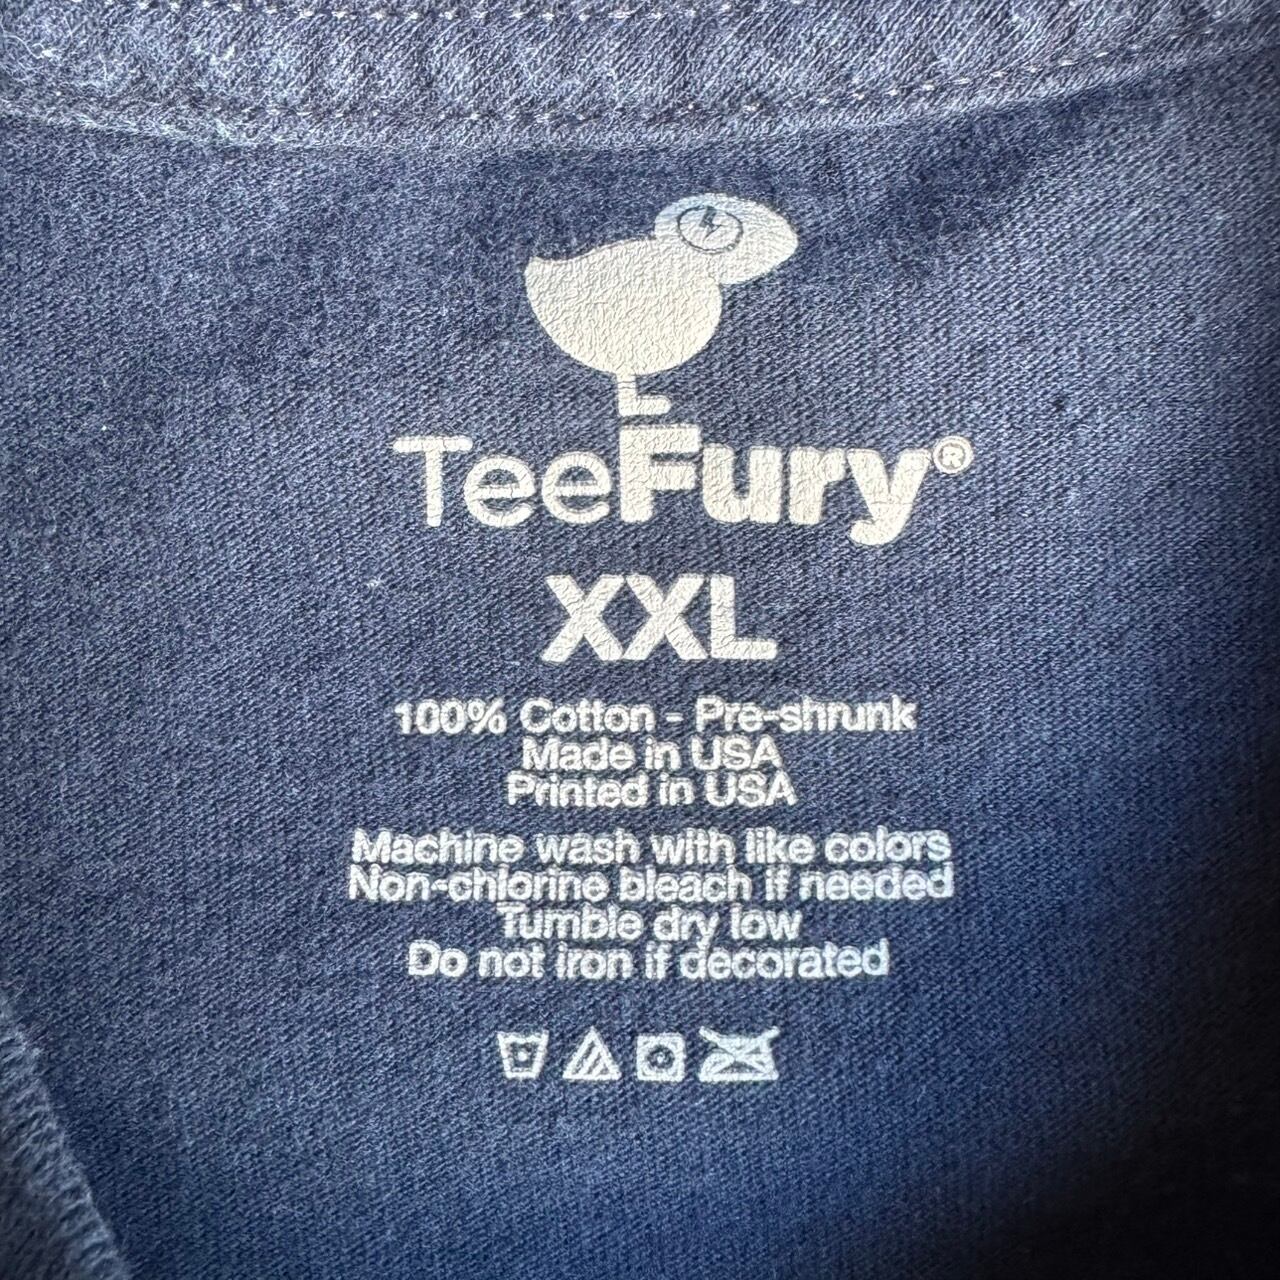 TeeFury®
XXL
100% Cotton - Pre-shrunk
Made in USA
Printed in USA
Machine wash with like colors
Non-chlorine bleach if needed
Tumble dry low
Do not iron if decorated